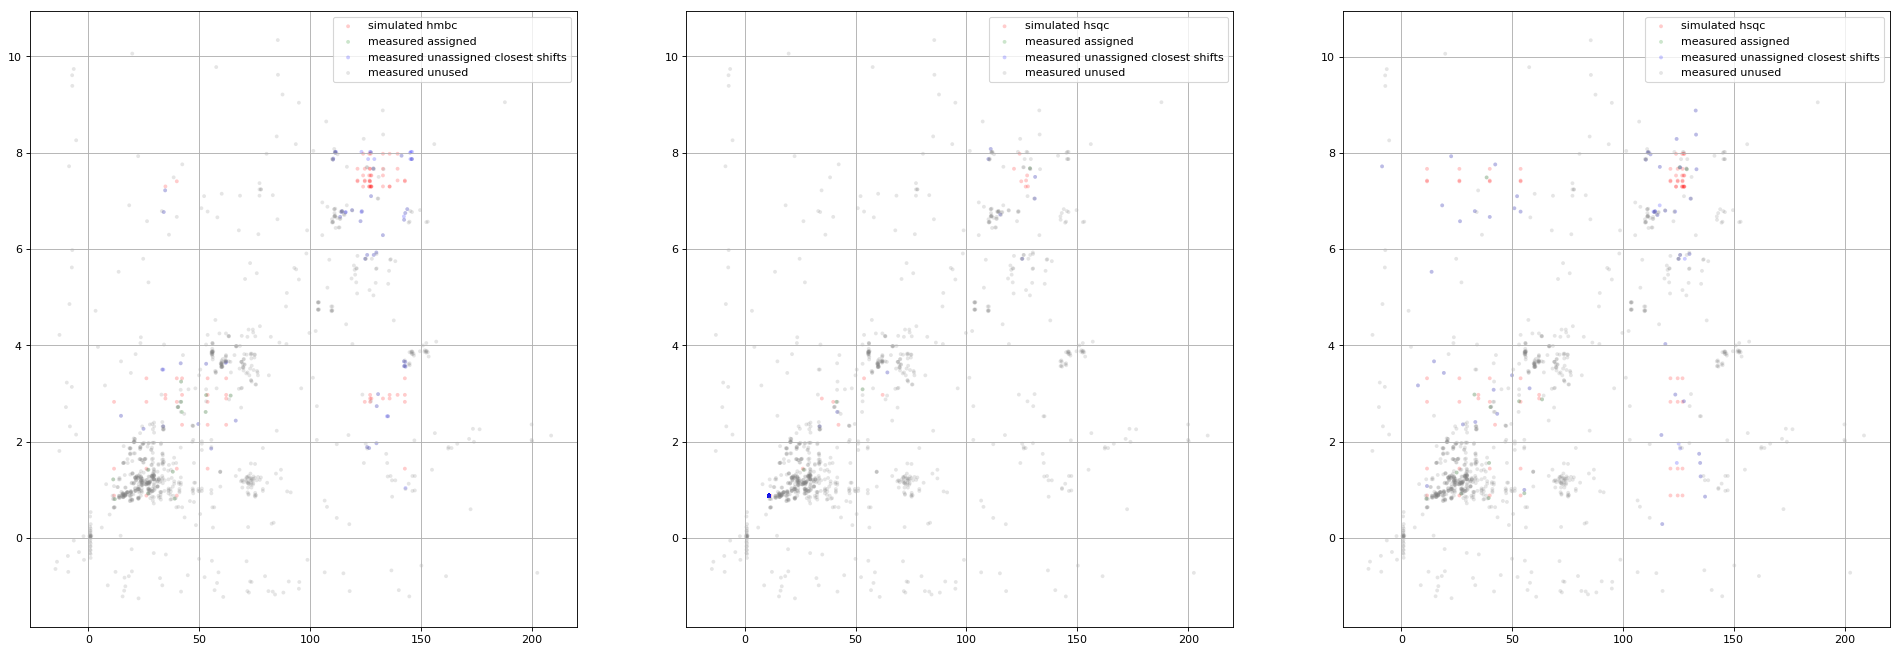 simulated hmbc
measured assigned
measured unassigned closest shifts
measured unused
10
8
6
4
2
0
0 50 100 150 200
simulated hsqc
measured assigned
measured unassigned closest shifts
measured unused
10
8
6
4
2
0
0 50 100 150 200
simulated hsqc
measured assigned
measured unassigned closest shifts
measured unused
10
8
6
4
2
0
0 50 100 150 200